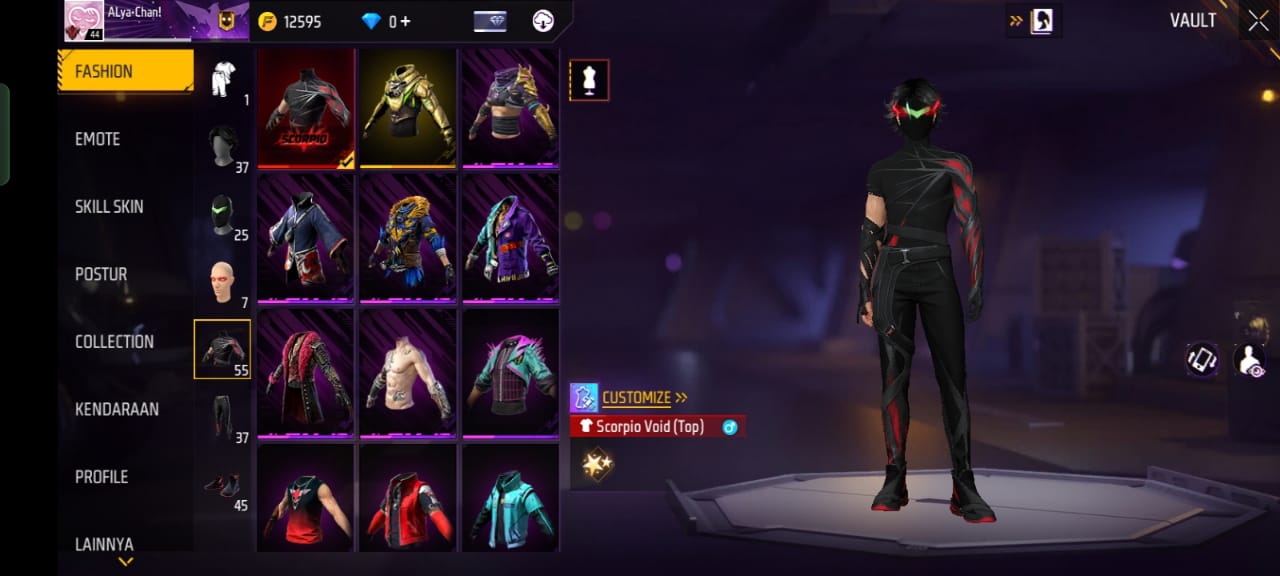 ALya·Chan!
44
12595
0 +
VAULT
FASHION
EMOTE
SKILL SKIN
POSTUR
COLLECTION
KENDARAAN
PROFILE
LAINNYA
1
37
25
7
55
37
45
SCORPIO
CUSTOMIZE >>
Scorpio Void (Top)